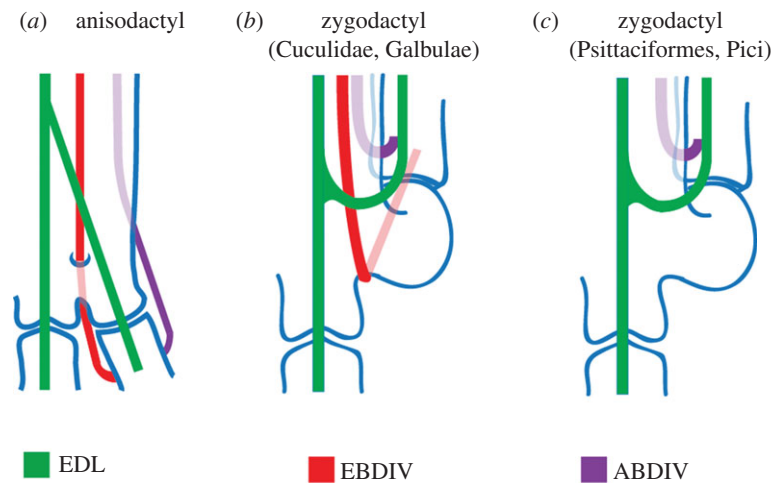 (a) anisodactyl
(b) zygodactyl
(Cuculidae, Galbulae)
(c) zygodactyl
(Psittaciformes, Pici)
EDL
EBDIV
ABDIV